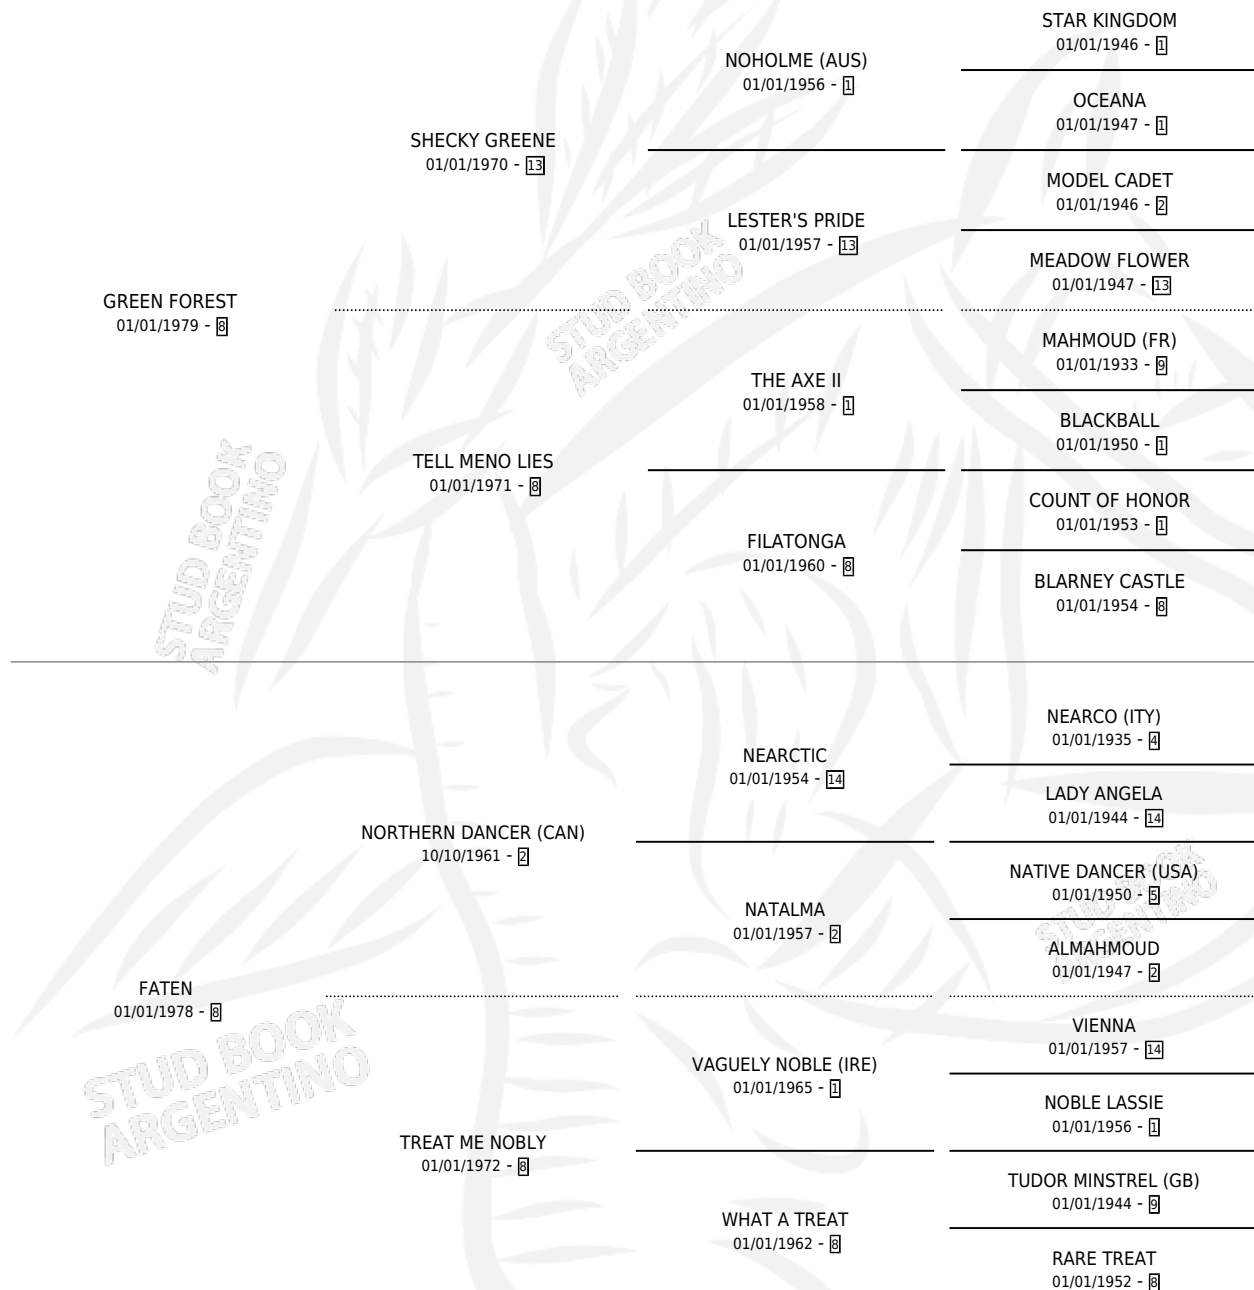 STAR KINGDOM
01/01/1946 - 1
NOHOLME (AUS)
01/01/1956 - 1
OCEANA
01/01/1947 - 1
SHECKY GREENE
01/01/1970 - 13
MODEL CADET
01/01/1946 - 2
LESTER'S PRIDE
01/01/1957 - 13
MEADOW FLOWER
01/01/1947 - 13
GREEN FOREST
01/01/1979 - 8
MAHMOUD (FR)
01/01/1933 - 9
THE AXE II
01/01/1958 - 1
BLACKBALL
01/01/1950 - 1
TELL MENO LIES
01/01/1971 - 8
COUNT OF HONOR
01/01/1953 - 1
FILATONGA
01/01/1960 - 8
BLARNEY CASTLE
01/01/1954 - 8
NEARCO (ITY)
01/01/1935 - 4
NEARCTIC
01/01/1954 - 14
LADY ANGELA
01/01/1944 - 14
NORTHERN DANCER (CAN)
10/10/1961 - 2
NATIVE DANCER (USA)
01/01/1950 - 5
NATALMA
01/01/1957 - 2
ALMAHMOUD
01/01/1947 - 2
FATEN
01/01/1978 - 8
VIENNA
01/01/1957 - 14
VAGUELY NOBLE (IRE)
01/01/1965 - 1
NOBLE LASSIE
01/01/1956 - 1
TREAT ME NOBLY
01/01/1972 - 8
TUDOR MINSTREL (GB)
01/01/1944 - 9
WHAT A TREAT
01/01/1962 - 8
RARE TREAT
01/01/1952 - 8
STUD BOOK
ARGENTINO
STUD BOOK
ARGENTINO
STUD BOOK
ARGENTINO
STUD BOOK
ARGENTINO